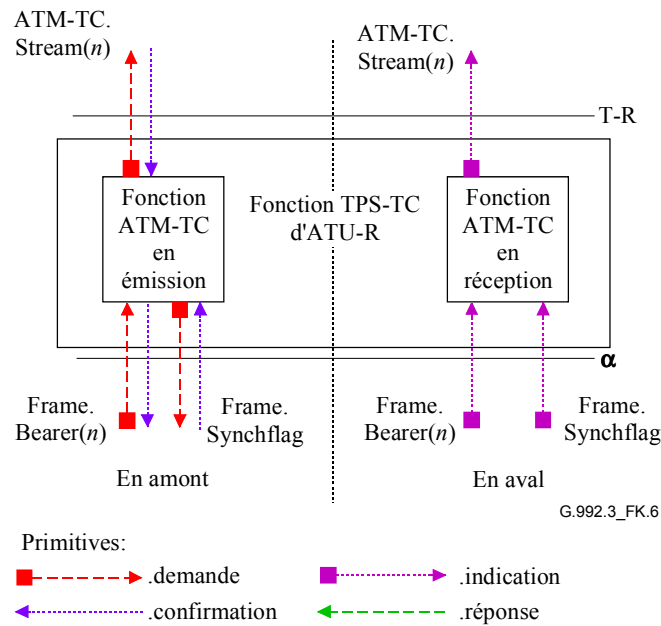 ATM-TC.
Stream(n)
ATM-TC.
Stream(n)
T-R
Fonction
ATM-TC
en
émission
Fonction TPS-TC
d'ATU-R
Fonction
ATM-TC
en
réception
α
Frame.
Bearer(n)
Frame.
Synchflag
Frame.
Bearer(n)
Frame.
Synchflag
En amont
En aval
G.992.3_FK.6
Primitives:
.demande
.indication
.confirmation
.réponse